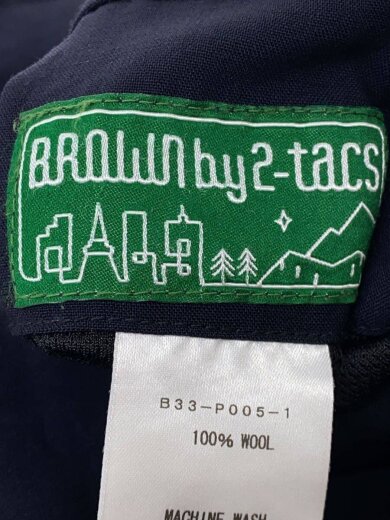 BROWN by 2-tacs
B33-P005-1
100% WOOL
MACHINE WASH